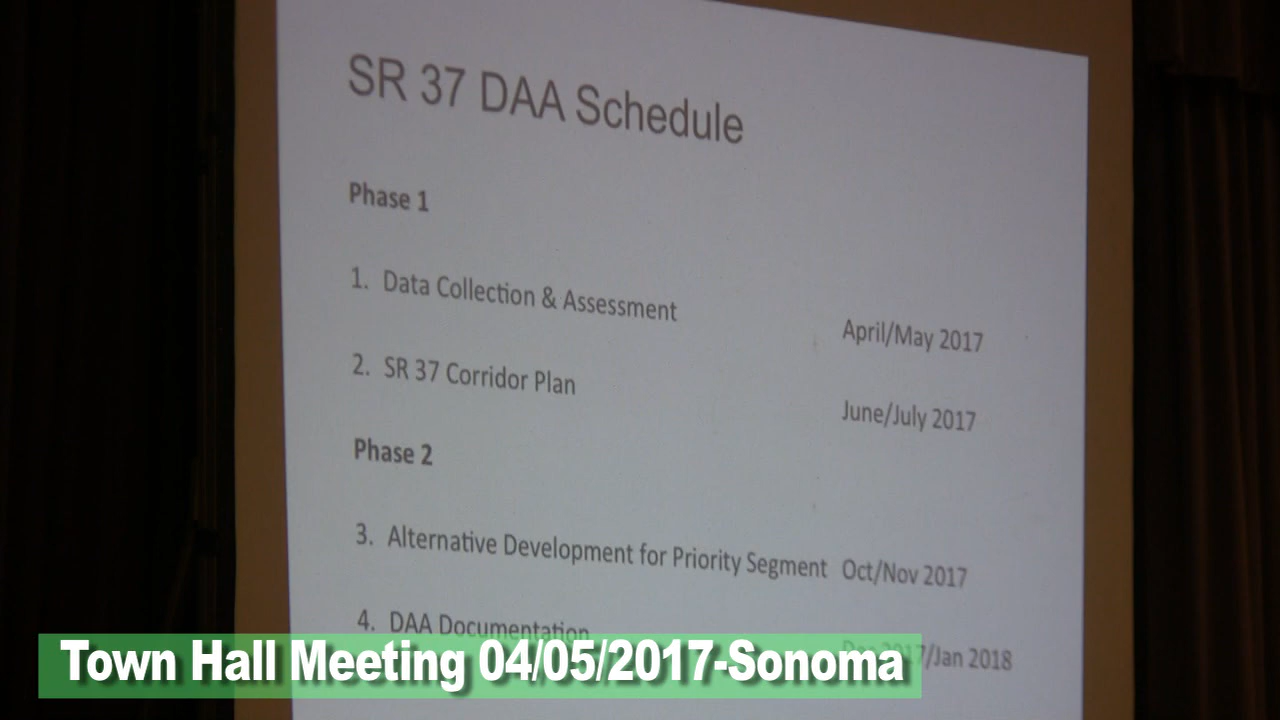 SR 37 DAA Schedule
Phase 1
1. Data Collection & Assessment
April/May 2017
2. SR 37 Corridor Plan
June/July 2017
Phase 2
3. Alternative Development for Priority Segment Oct/Nov 2017
4. DAA Documentation
Dec 2017/Jan 2018
Town Hall Meeting 04/05/2017-Sonoma